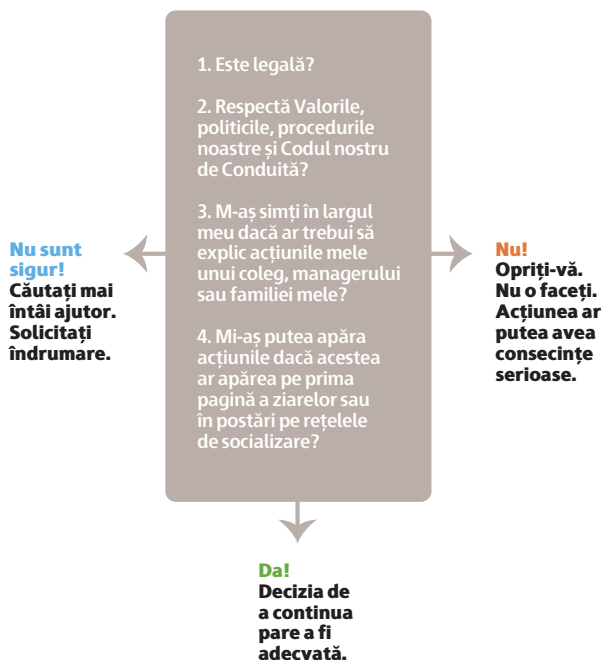 1. Este legală?
2. Respectă Valorile,
politicile, procedurile
noastre și Codul nostru
de Conduită?
3. M-aș simți în largul
meu dacă ar trebui să
explic acțiunile mele
unui coleg, managerului
sau familiei mele?
4. Mi-aș putea apăra
acțiunile dacă acestea
ar apărea pe prima
pagină a ziarelor sau
în postări pe rețelele
de socializare?
Nu sunt
sigur!
Căutați mai
întâi ajutor.
Solicitați
îndrumare.
Nu!
Opriți-vă.
Nu o faceți.
Acțiunea ar
putea avea
consecințe
serioase.
Da!
Decizia de
a continua
pare a fi
adecvată.